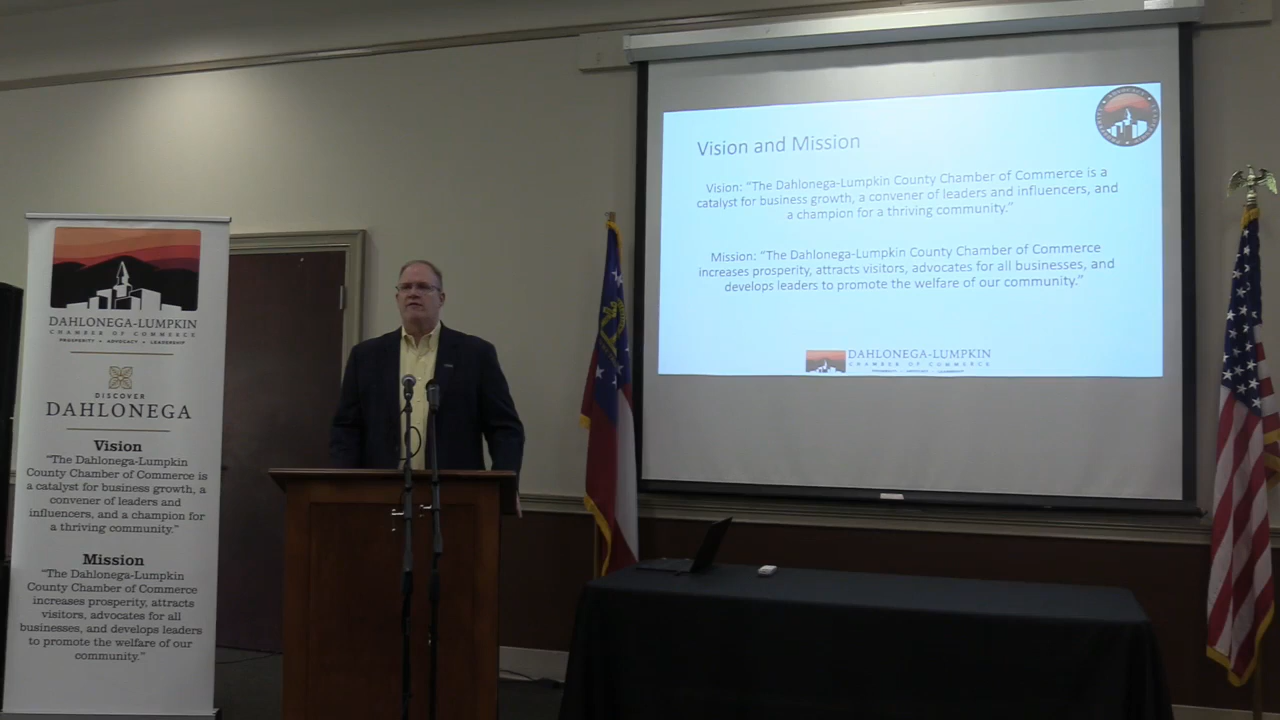 DAHLONEGA-LUMPKIN
CHAMBER OF COMMERCE
PROSPERITY • ADVOCACY • LEADERSHIP
DISCOVER
DAHLONEGA
Vision
"The Dahlonega-Lumpkin
County Chamber of Commerce is
a catalyst for business growth, a
convener of leaders and
influencers, and a champion for
a thriving community."
Mission
"The Dahlonega-Lumpkin
County Chamber of Commerce
increases prosperity, attracts
visitors, advocates for all
businesses, and develops leaders
to promote the welfare of our
community."
Vision and Mission
Vision: "The Dahlonega-Lumpkin County Chamber of Commerce is a
catalyst for business growth, a convener of leaders and influencers, and
a champion for a thriving community."
Mission: "The Dahlonega-Lumpkin County Chamber of Commerce
increases prosperity, attracts visitors, advocates for all businesses, and
develops leaders to promote the welfare of our community."
DAHLONEGA-LUMPKIN
CHAMBER OF COMMERCE